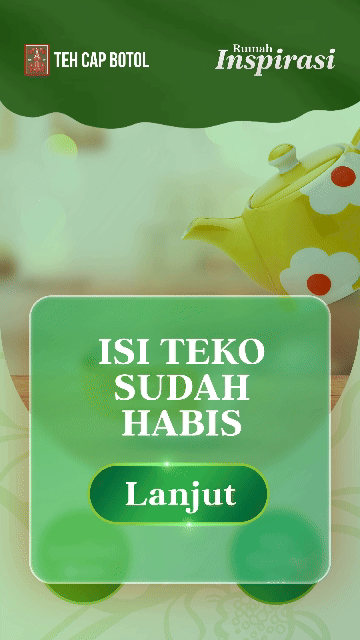 TEH CAP BOTOL
Rumah
Inspirasi
ISI TEKO
SUDAH
HABIS
Lanjut